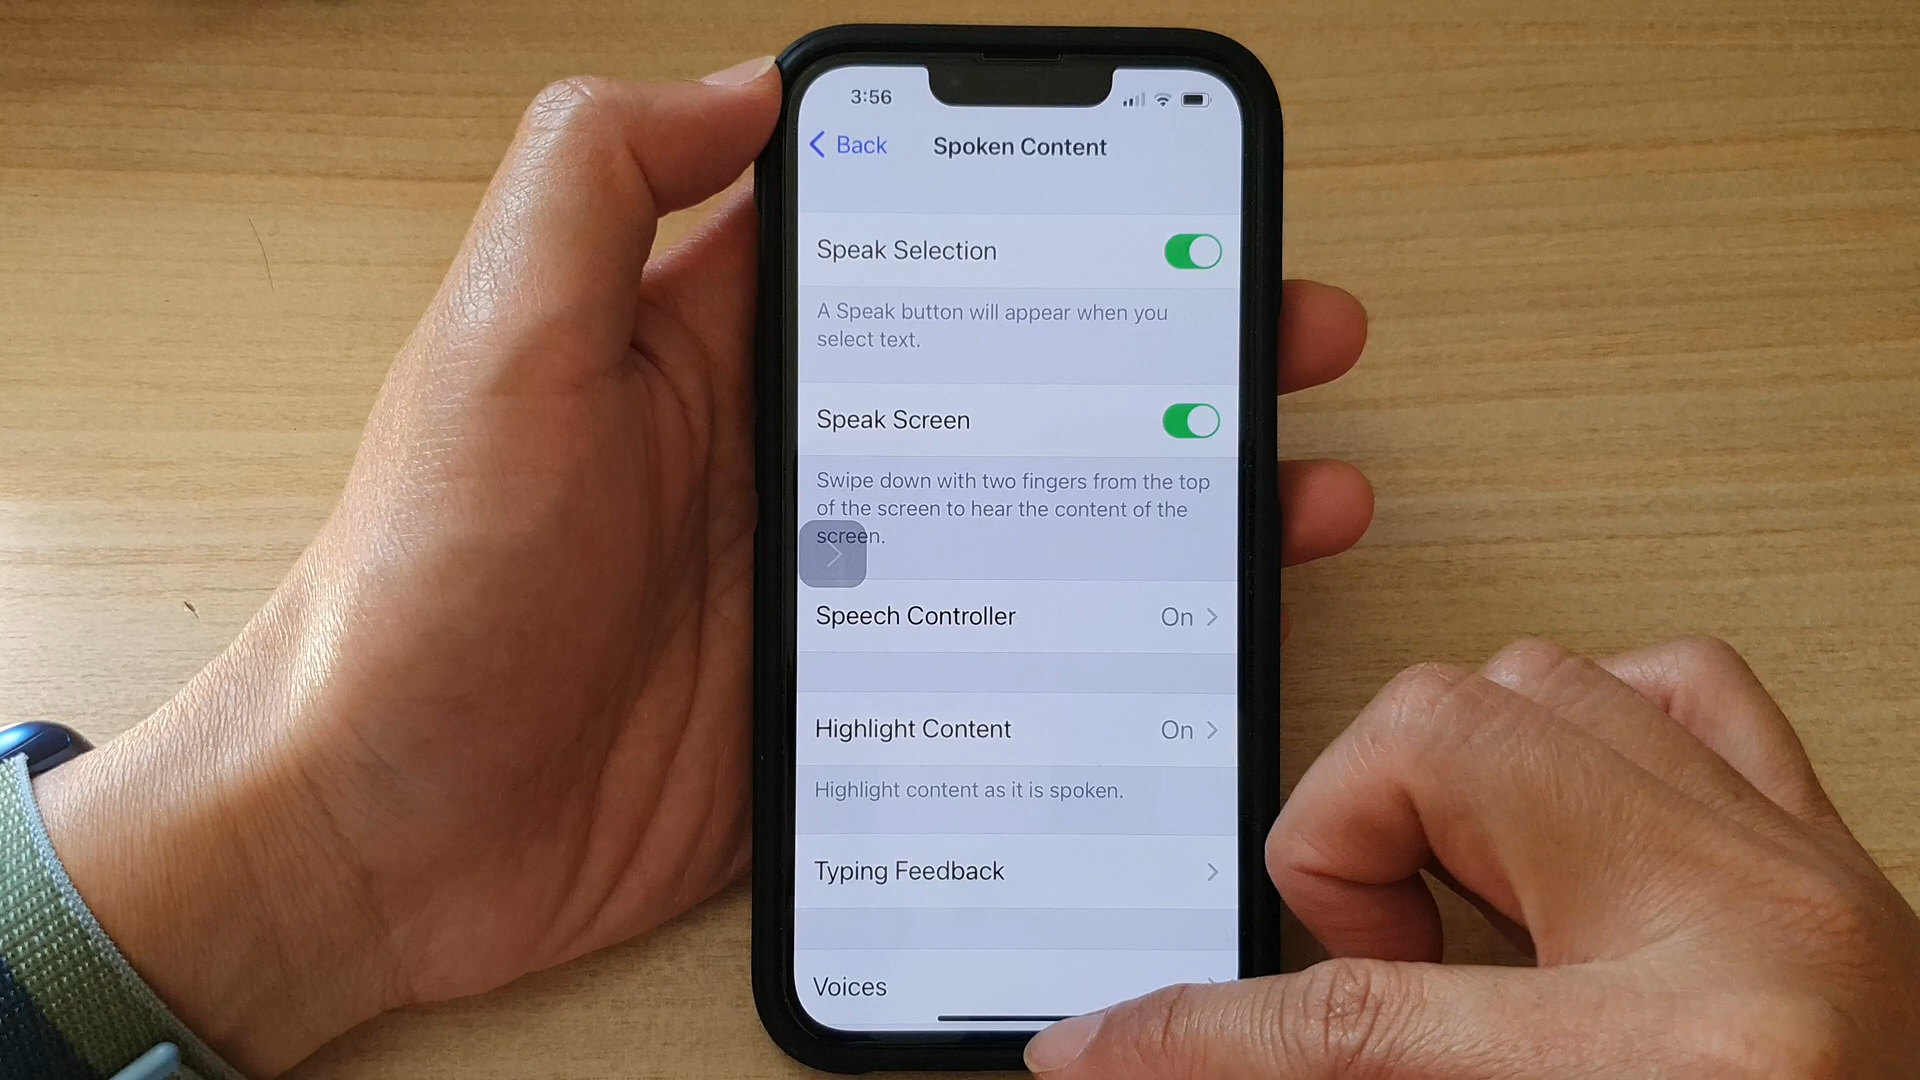 3:56
Back
Spoken Content
Speak Selection
A Speak button will appear when you
select text.
Speak Screen
Swipe down with two fingers from the top
of the screen to hear the content of the
screen.
Speech Controller On
Highlight Content On
Highlight content as it is spoken.
Typing Feedback
Voices